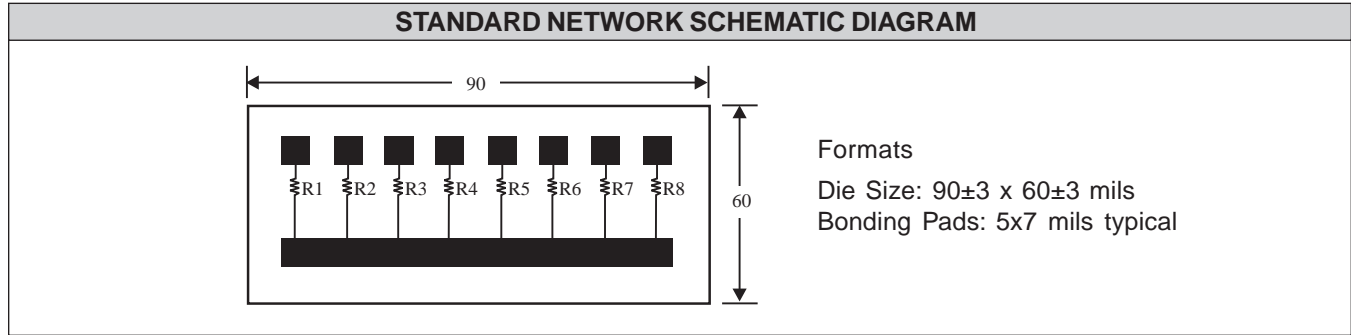 STANDARD NETWORK SCHEMATIC DIAGRAM
90
R1 R2 R3 R4 R5 R6 R7 R8
60
Formats
Die Size: 90±3 x 60±3 mils
Bonding Pads: 5x7 mils typical